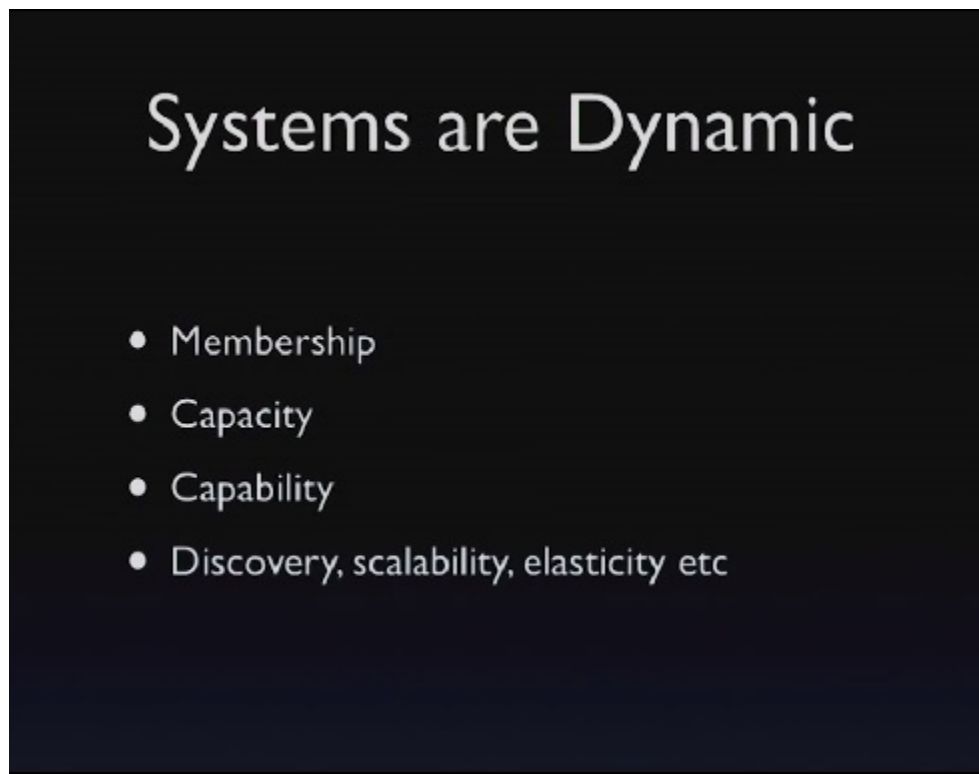 Systems are Dynamic
• Membership
• Capacity
• Capability
• Discovery, scalability, elasticity etc